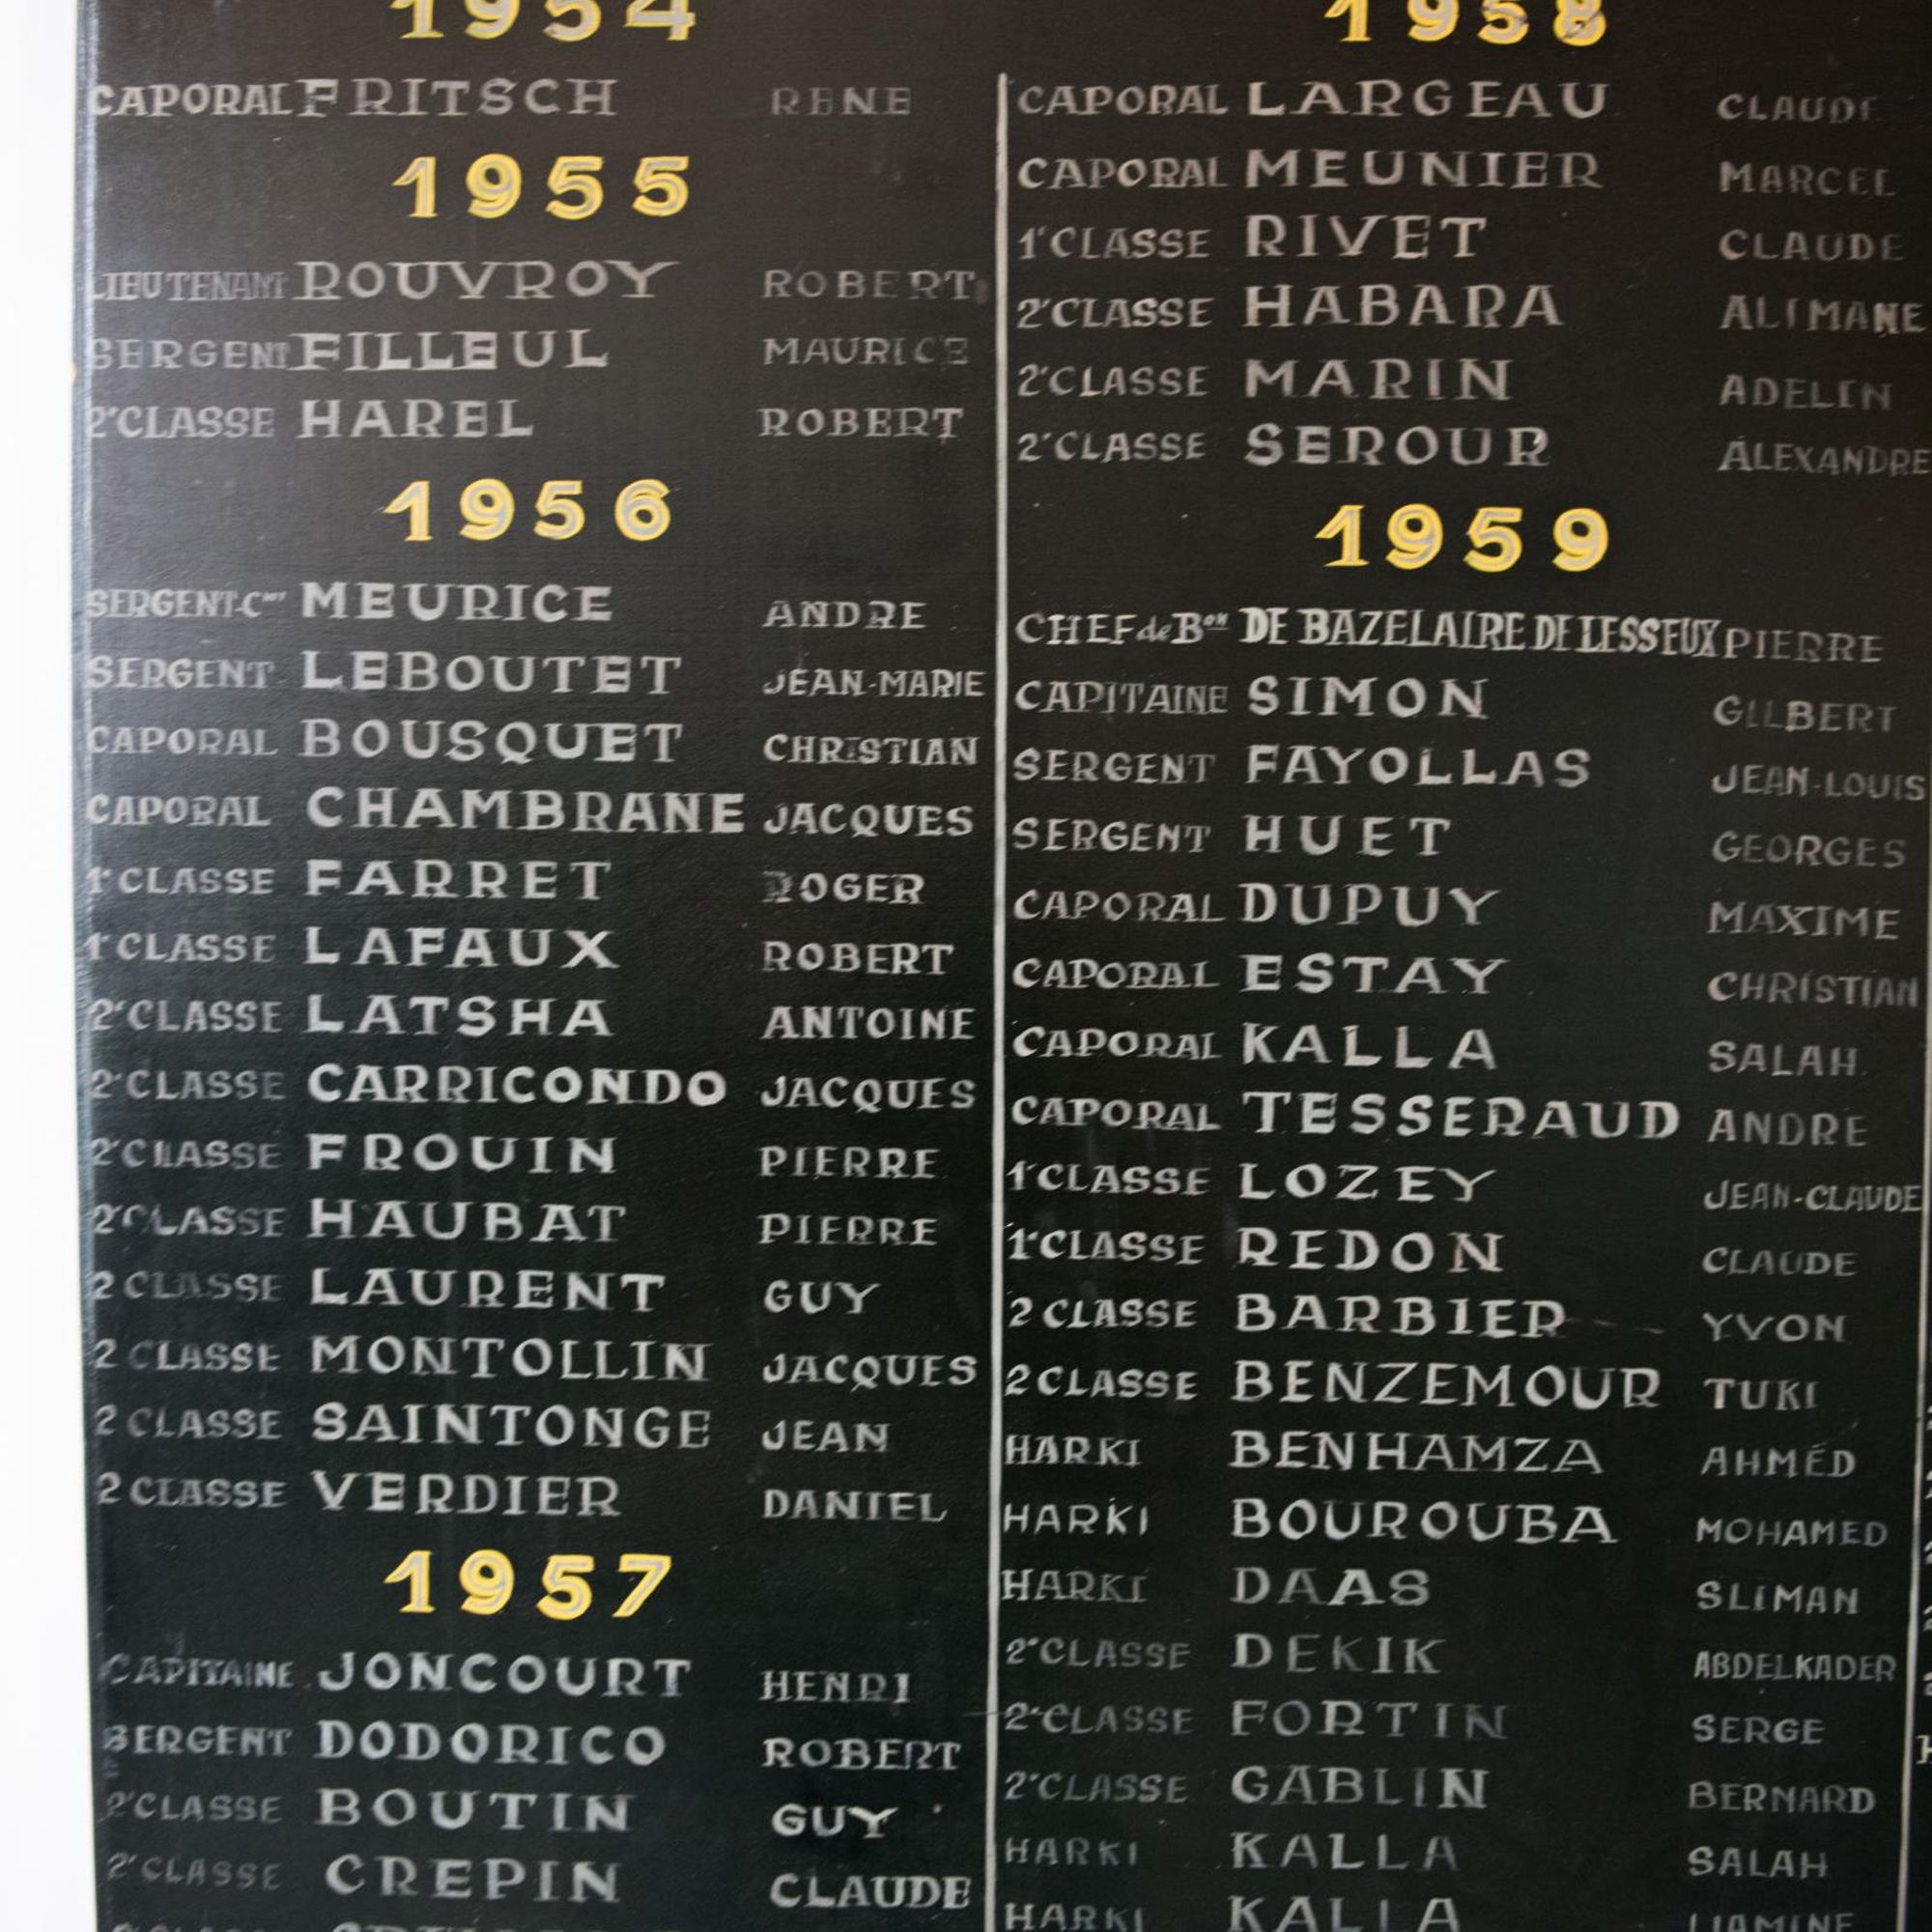 1954
CAPORAL FRITSCH RENE
1955
LIEUTENANT ROUVROY ROBERT
SERGENT FILLEUL MAURICE
2°CLASSE HAREL ROBERT
1956
SERGENT-C MEURICE ANDRE
SERGENT LEBOUTET JEAN-MARIE
CAPORAL BOUSQUET CHRISTIAN
CAPORAL CHAMBRANE JACQUES
1°CLASSE FARRET ROGER
1°CLASSE LAFAUX ROBERT
2°CLASSE LATSHA ANTOINE
2°CLASSE CARRICONDO JACQUES
2°CLASSE FROUIN PIERRE
2°CLASSE HAUBAT PIERRE
2 CLASSE LAURENT GUY
2 CLASSE MONTOLLIN JACQUES
2 CLASSE SAINTONGE JEAN
2 CLASSE VERDIER DANIEL
1957
CAPITAINE JONCOURT HENRI
SERGENT DODORICO ROBERT
2°CLASSE BOUTIN GUY
2°CLASSE CREPIN CLAUDE
1958
CAPORAL LARGEAU CLAUDE
CAPORAL MEUNIER MARCEL
1°CLASSE RIVET CLAUDE
2°CLASSE HABARA ALIMANE
2°CLASSE MARIN ADELIN
2°CLASSE SEROUR ALEXANDRE
1959
CHEF de Bon DE BAZELAIRE DE LESSEUX PIERRE
CAPITAINE SIMON GILBERT
SERGENT FAYOLLAS JEAN-LOUIS
SERGENT HUET GEORGES
CAPORAL DUPUY MAXIME
CAPORAL ESTAY CHRISTIAN
CAPORAL KALLA SALAH
CAPORAL TESSERAUD ANDRE
1°CLASSE LOZEY JEAN-CLAUDE
1°CLASSE REDON CLAUDE
2 CLASSE BARBIER YVON
2 CLASSE BENZEMOUR TUKI
HARKI BENHAMZA AHMED
HARKI BOUROUBA MOHAMED
HARKI DAAS SLIMAN
2°CLASSE DEKIK ABDELKADER
2°CLASSE FORTIN SERGE
2°CLASSE GABLIN BERNARD
HARKI KALLA SALAH
HARKI KALLA LIAMINE